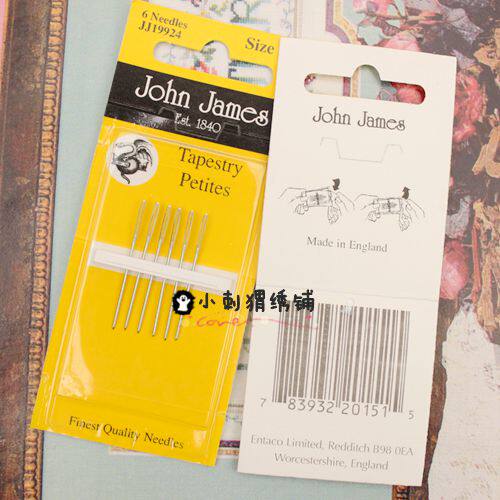 6 Needles
JJ19924
Size
John James
Est. 1840
Tapestry
Petites
Finest Quality Needles
John James
Made in England
7 83932 20151 5
Entaco Limited, Redditch B98 0EA
Worcestershire, England
小刺猬绣铺